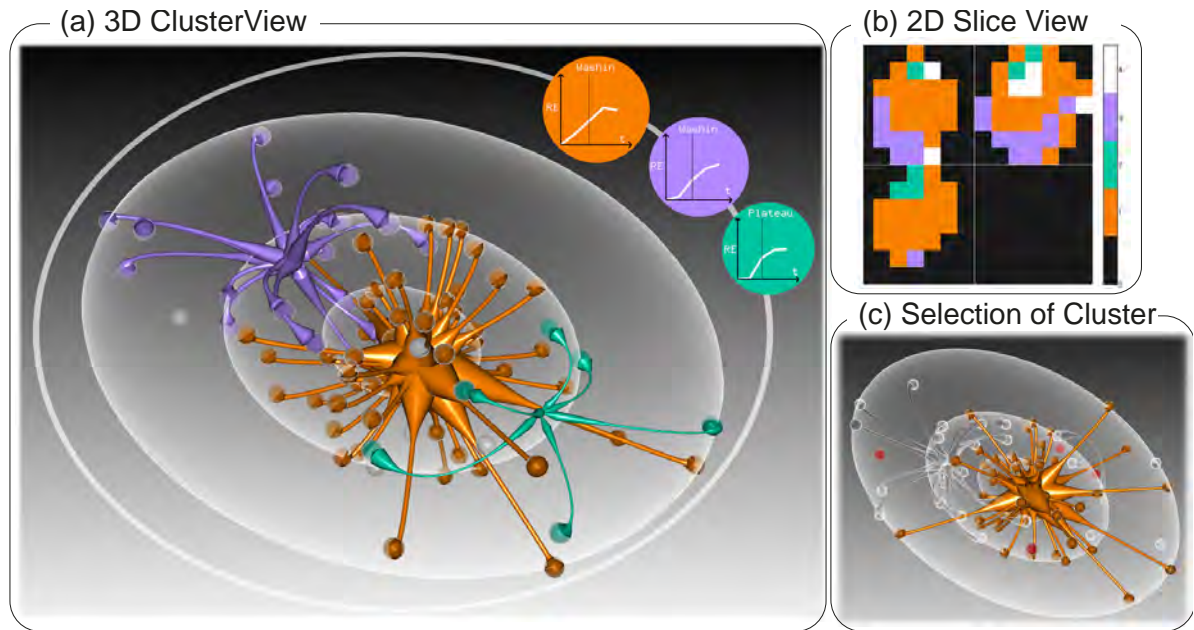 (a) 3D ClusterView
Washin
RE
t
Washin
RE
t
Plateau
RE
t
(b) 2D Slice View
(c) Selection of Cluster